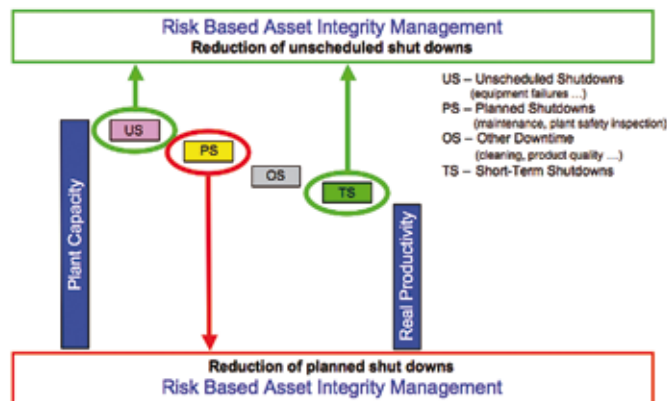 Risk Based Asset Integrity Management
Reduction of unscheduled shut downs
US – Unscheduled Shutdowns
(equipment failures ...)
PS – Planned Shutdowns
(maintenance, plant safety inspection)
OS – Other Downtime
(cleaning, product quality ...)
TS – Short-Term Shutdowns
US
PS
OS
TS
Plant Capacity
Real Productivity
Reduction of planned shut downs
Risk Based Asset Integrity Management